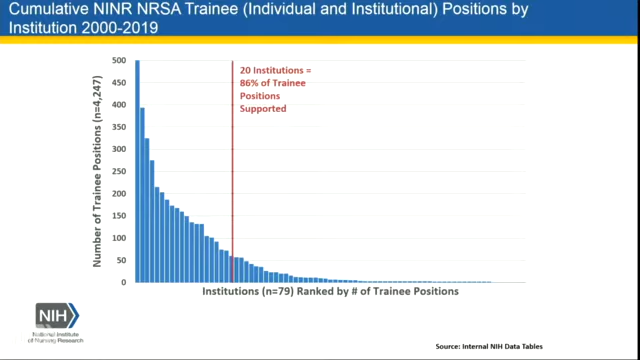 Cumulative NINR NRSA Trainee (Individual and Institutional) Positions by
Institution 2000-2019
20 Institutions =
86% of Trainee
Positions
Supported
Number of Trainee Positions (n=4,247)
500
450
400
350
300
250
200
150
100
50
0
Institutions (n=79) Ranked by # of Trainee Positions
NIH
National Institute
of Nursing Research
Source: Internal NIH Data Tables